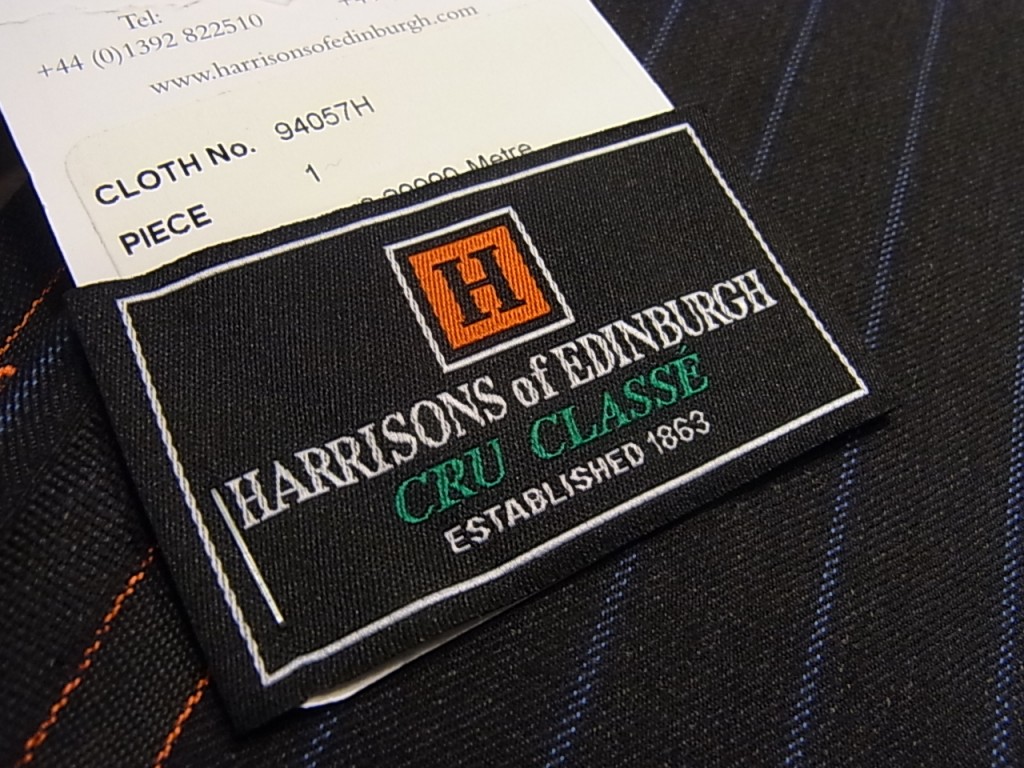 Tel:
+44 (0)1392 822510
www.harrisonsofedinburgh.com
CLOTH No. 94057H
PIECE 1
Metre
H
HARRISONS of EDINBURGH
CRU CLASSÉ
ESTABLISHED 1863